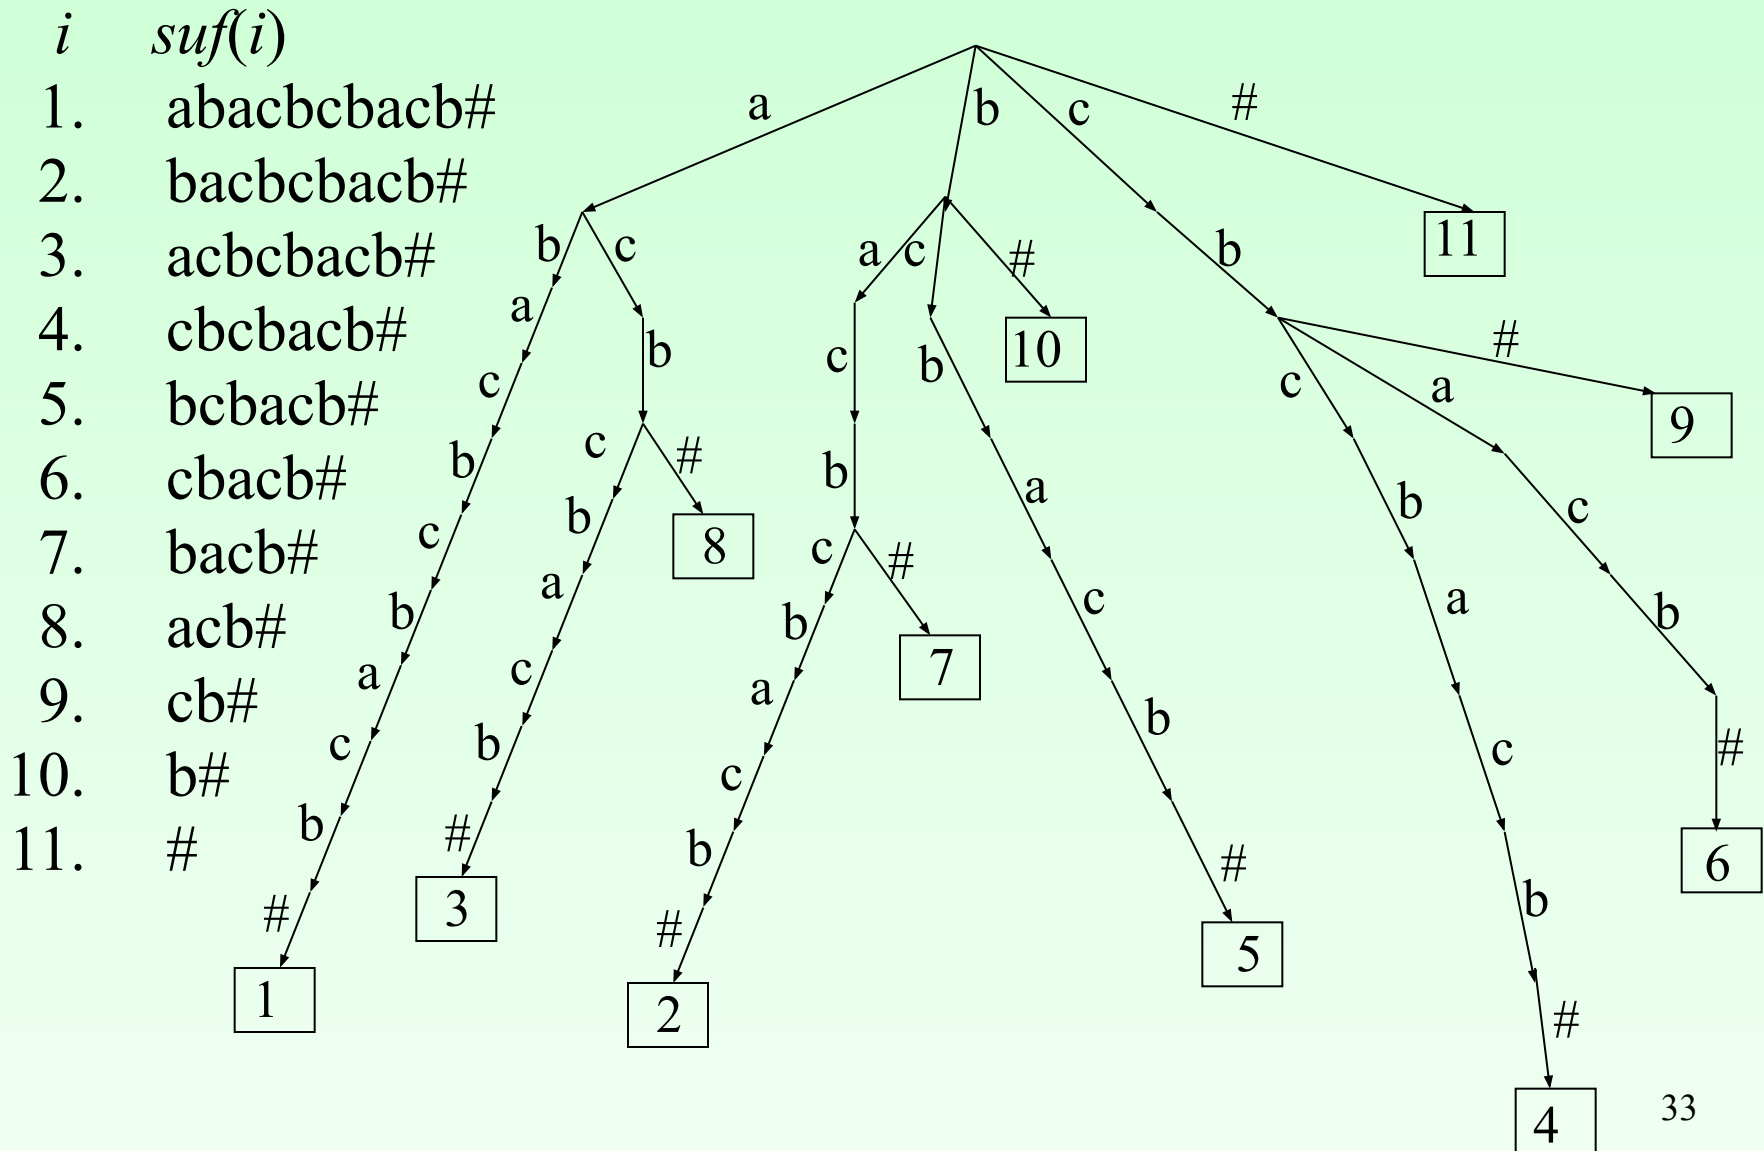 i suf(i)
1. abacbcbacb#
2. bacbcbacb#
3. acbcbacb#
4. cbcbacb#
5. bcbacb#
6. cbacb#
7. bacb#
8. acb#
9. cb#
10. b#
11. #
a b c #
b c a c # b
a b c b # a c
c c # b a c b
b b c # b a c #
c a b c b
b c a b #
a b c #
c # b
b #
#
11
10
9
8
7
6
3
5
1
2
4
33